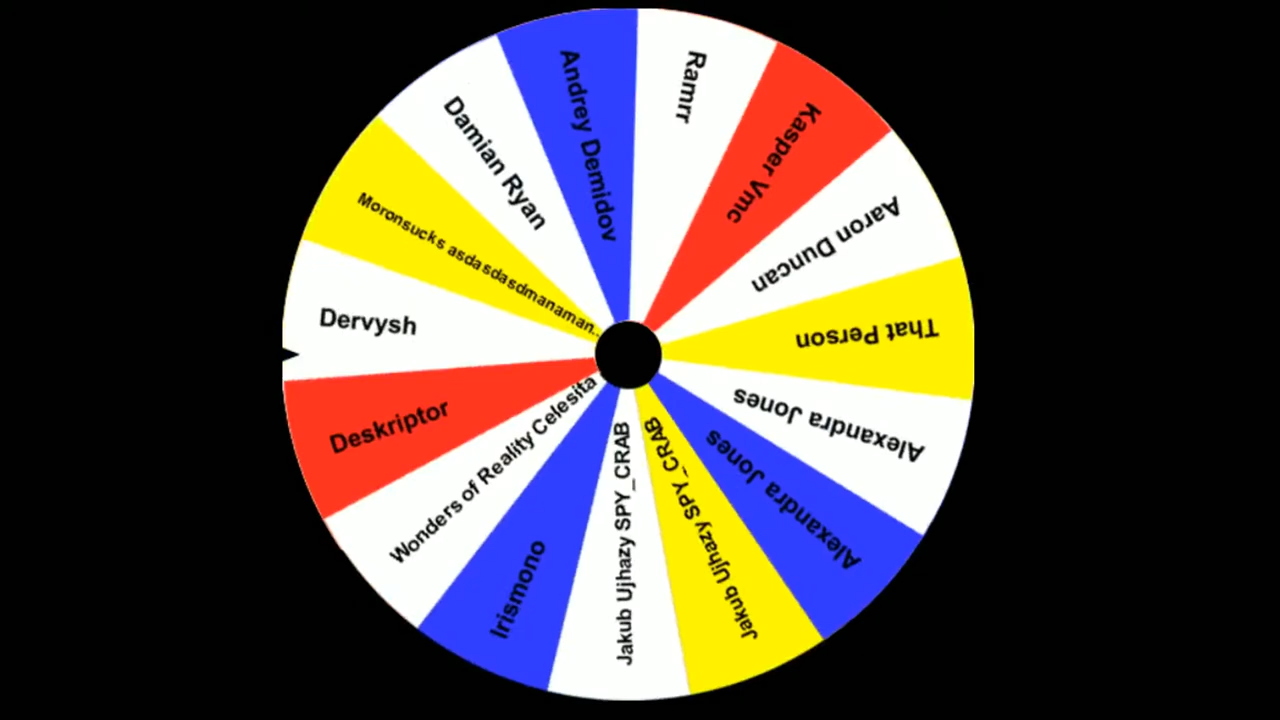 Andrey Demidov
Ramrr
Kasper Vmc
Aaron Duncan
That Person
Alexandra Jones
Alexandra Jones
Jakub Ujhazy SPY_CRAB
Jakub Ujhazy SPY_CRAB
Irismono
Wonders of Reality Celesita
Deskriptor
Dervysh
Moronsucks asdasdasdmanaman..
Damian Ryan